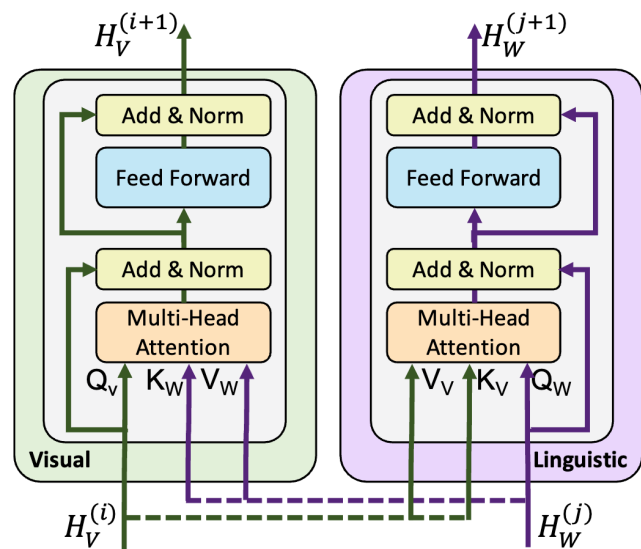 H_V^{(i+1)}
Add & Norm
Feed Forward
Add & Norm
Multi-Head
Attention
Q_v K_W V_W
Visual
H_V^{(i)}
H_W^{(j+1)}
Add & Norm
Feed Forward
Add & Norm
Multi-Head
Attention
V_V K_V Q_W
Linguistic
H_W^{(j)}